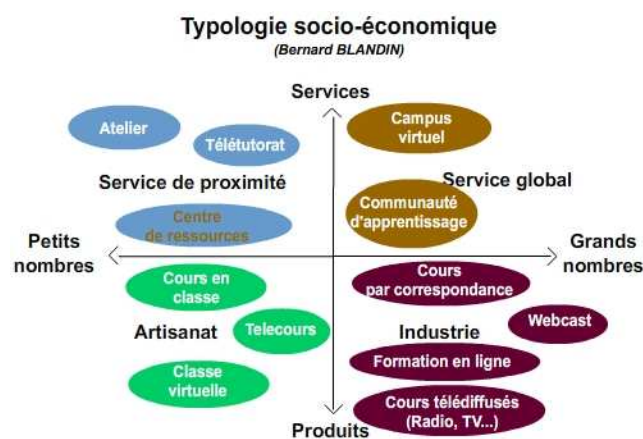 Typologie socio-économique
(Bernard BLANDIN)
Services
Atelier
Télétutorat
Campus
virtuel
Service de proximité
Service global
Centre
de ressources
Communauté
d'apprentissage
Petits
nombres
Grands
nombres
Cours en
classe
Cours
par correspondance
Artisanat
Telecours
Industrie
Webcast
Classe
virtuelle
Formation en ligne
Cours télédiffusés
(Radio, TV...)
Produits